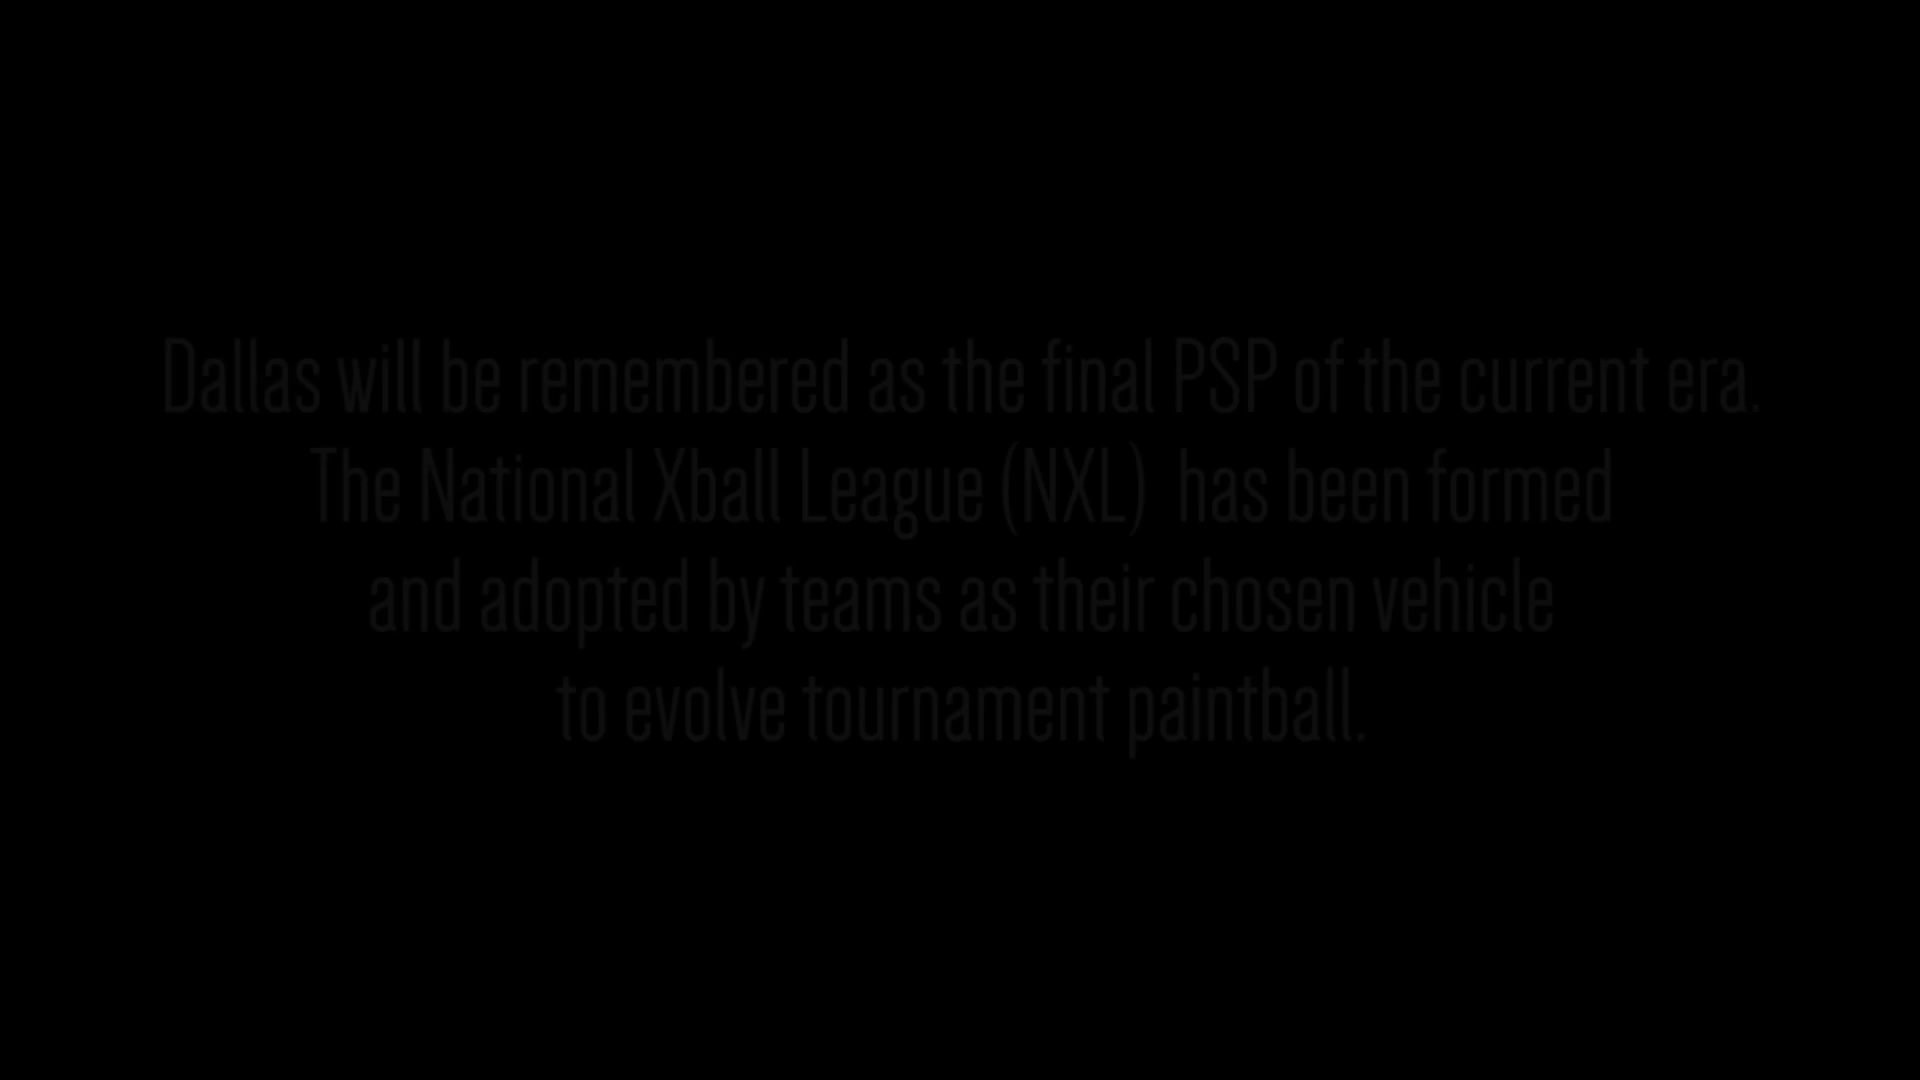 Dallas will be remembered as the final PSP of the current era.
The National Xball League (NXL)  has been formed
and adopted by teams as their chosen vehicle
to evolve tournament paintball.